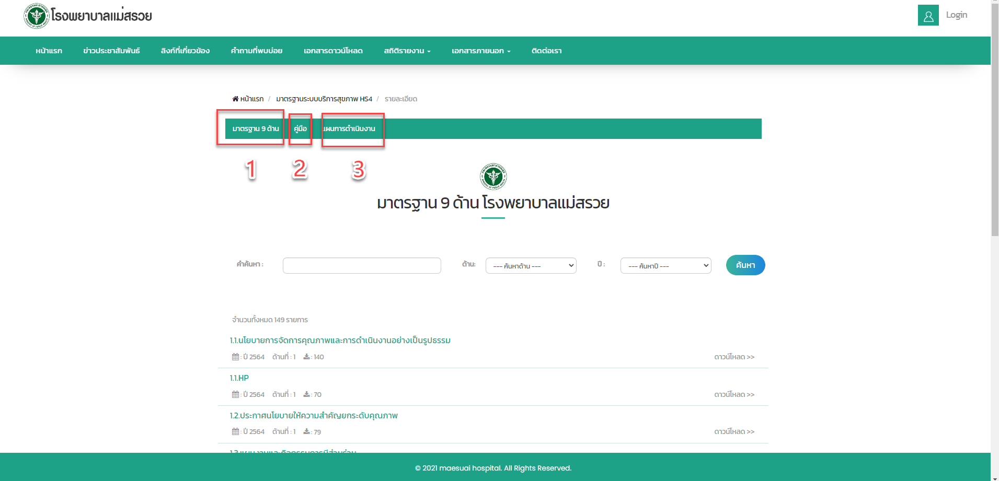 โรงพยาบาลแม่สรวย
Login
หน้าแรก ข่าวประชาสัมพันธ์ ลิงก์ที่เกี่ยวข้อง คำถามที่พบบ่อย เอกสารดาวน์โหลด สถิติรายงาน เอกสารภายนอก ติดต่อเรา
หน้าแรก / มาตรฐานระบบบริการสุขภาพ HS4 / รายละเอียด
มาตรฐาน 9 ด้าน คู่มือ แผนการดำเนินงาน
1 2 3
มาตรฐาน 9 ด้าน โรงพยาบาลแม่สรวย
คำค้นหา : ด้าน: --- ค้นหาด้าน --- ปี : --- ค้นหาปี --- ค้นหา
จำนวนทั้งหมด 149 รายการ
1.1.นโยบายการจัดการคุณภาพและการดำเนินงานอย่างเป็นรูปธรรม
: ปี 2564 ด้านที่ : 1 : 140 ดาวน์โหลด >>
1.1.HP
: ปี 2564 ด้านที่ : 1 : 70 ดาวน์โหลด >>
1.2.ประกาศนโยบายให้ความสำคัญยกระดับคุณภาพ
: ปี 2564 ด้านที่ : 1 : 79 ดาวน์โหลด >>
© 2021 maesuai hospital. All Rights Reserved.